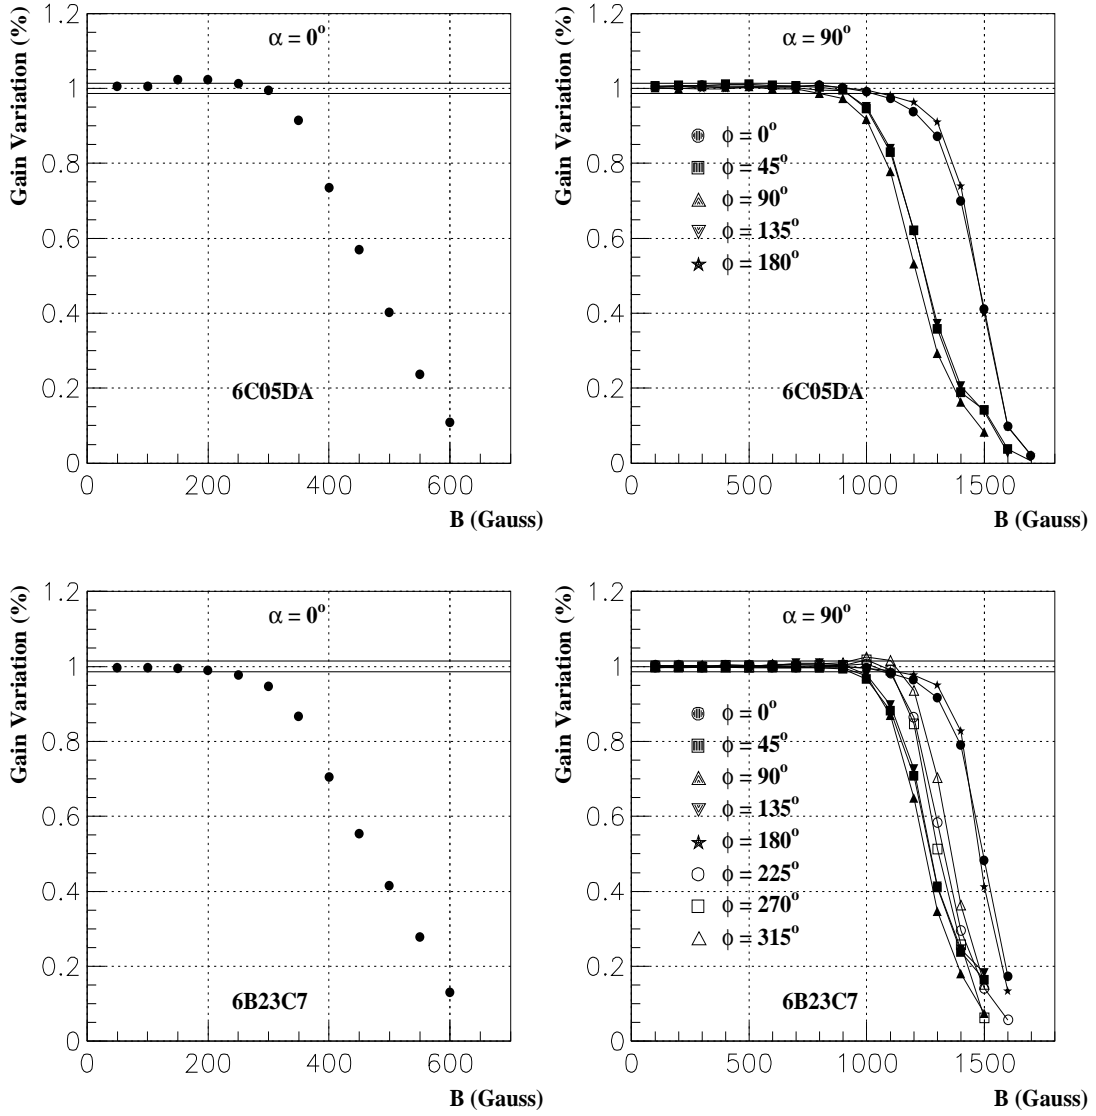 Gain Variation (%)
1.2
1
0.8
0.6
0.4
0.2
0
α = 0°
6C05DA
0
200
400
600
B (Gauss)
Gain Variation (%)
1.2
1
0.8
0.6
0.4
0.2
0
α = 90°
ϕ = 0°
ϕ = 45°
ϕ = 90°
ϕ = 135°
ϕ = 180°
6C05DA
0
500
1000
1500
B (Gauss)
Gain Variation (%)
1.2
1
0.8
0.6
0.4
0.2
0
α = 0°
6B23C7
0
200
400
600
B (Gauss)
Gain Variation (%)
1.2
1
0.8
0.6
0.4
0.2
0
α = 90°
ϕ = 0°
ϕ = 45°
ϕ = 90°
ϕ = 135°
ϕ = 180°
ϕ = 225°
ϕ = 270°
ϕ = 315°
6B23C7
0
500
1000
1500
B (Gauss)